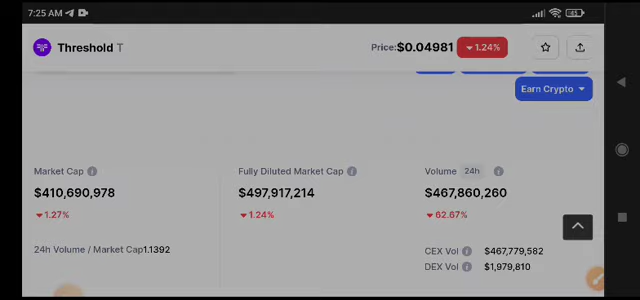 7:25 AM
Threshold T
Price:$0.04981 1.24%
Earn Crypto
Market Cap Fully Diluted Market Cap Volume 24h
$410,690,978 $497,917,214 $467,860,260
1.27% 1.24% 62.67%
24h Volume / Market Cap1.1392
CEX Vol $467,779,582
DEX Vol $1,979,810